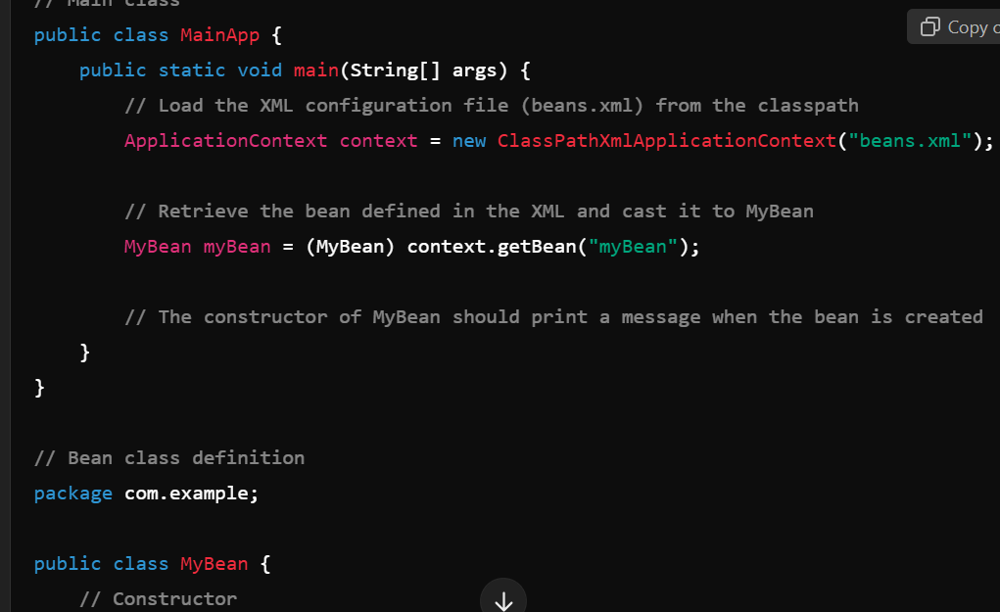 // Main class
public class MainApp {
Copy
public static void main(String[] args) {
// Load the XML configuration file (beans.xml) from the classpath
ApplicationContext context = new ClassPathXmlApplicationContext("beans.xml");
// Retrieve the bean defined in the XML and cast it to MyBean
MyBean myBean = (MyBean) context.getBean("myBean");
// The constructor of MyBean should print a message when the bean is created
}
}
// Bean class definition
package com.example;
public class MyBean {
// Constructor